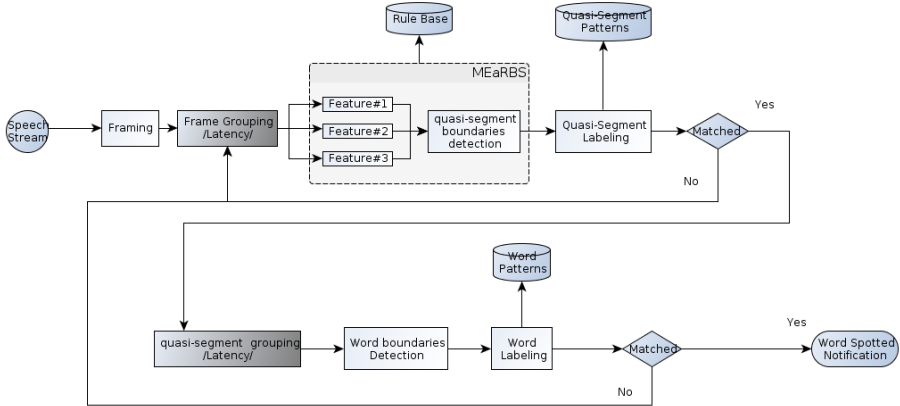 Rule Base
Quasi-Segment
Patterns
MEaRBS
Speech
Stream
Framing
Frame Grouping
/Latency/
Feature#1
Feature#2
Feature#3
quasi-segment
boundaries
detection
Quasi-Segment
Labeling
Matched
Yes
No
Word
Patterns
quasi-segment grouping
/Latency/
Word boundaries
Detection
Word
Labeling
Matched
Yes
No
Word Spotted
Notification